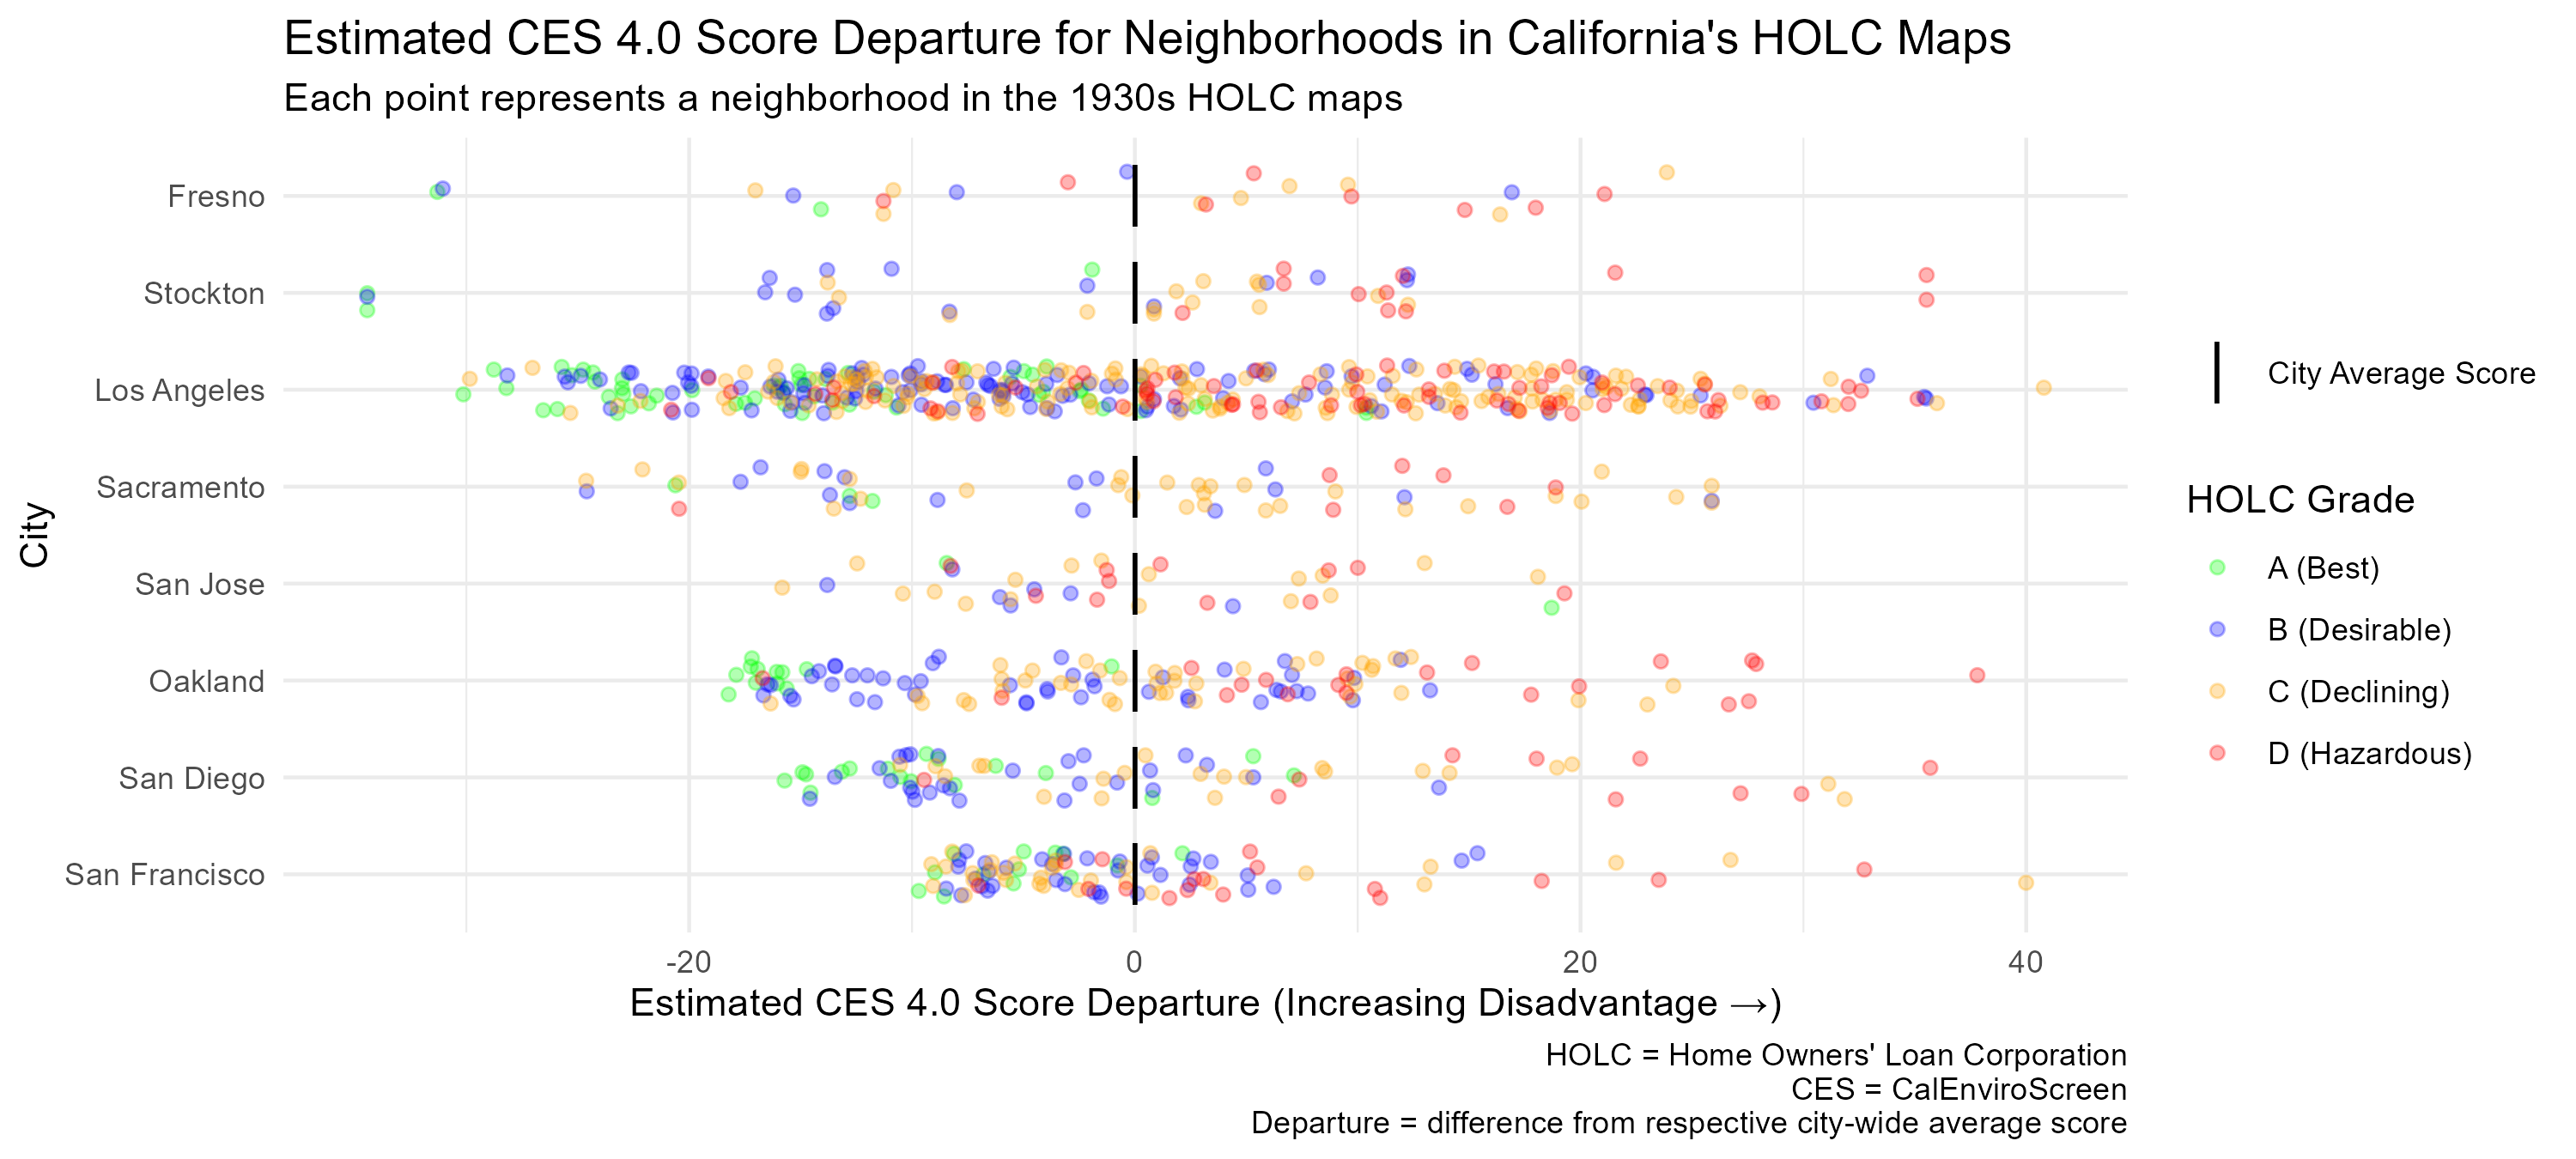 Estimated CES 4.0 Score Departure for Neighborhoods in California's HOLC Maps
Each point represents a neighborhood in the 1930s HOLC maps
City
Fresno
Stockton
Los Angeles
Sacramento
San Jose
Oakland
San Diego
San Francisco
-20
0
20
40
Estimated CES 4.0 Score Departure (Increasing Disadvantage →)
City Average Score
HOLC Grade
A (Best)
B (Desirable)
C (Declining)
D (Hazardous)
HOLC = Home Owners' Loan Corporation
CES = CalEnviroScreen
Departure = difference from respective city-wide average score